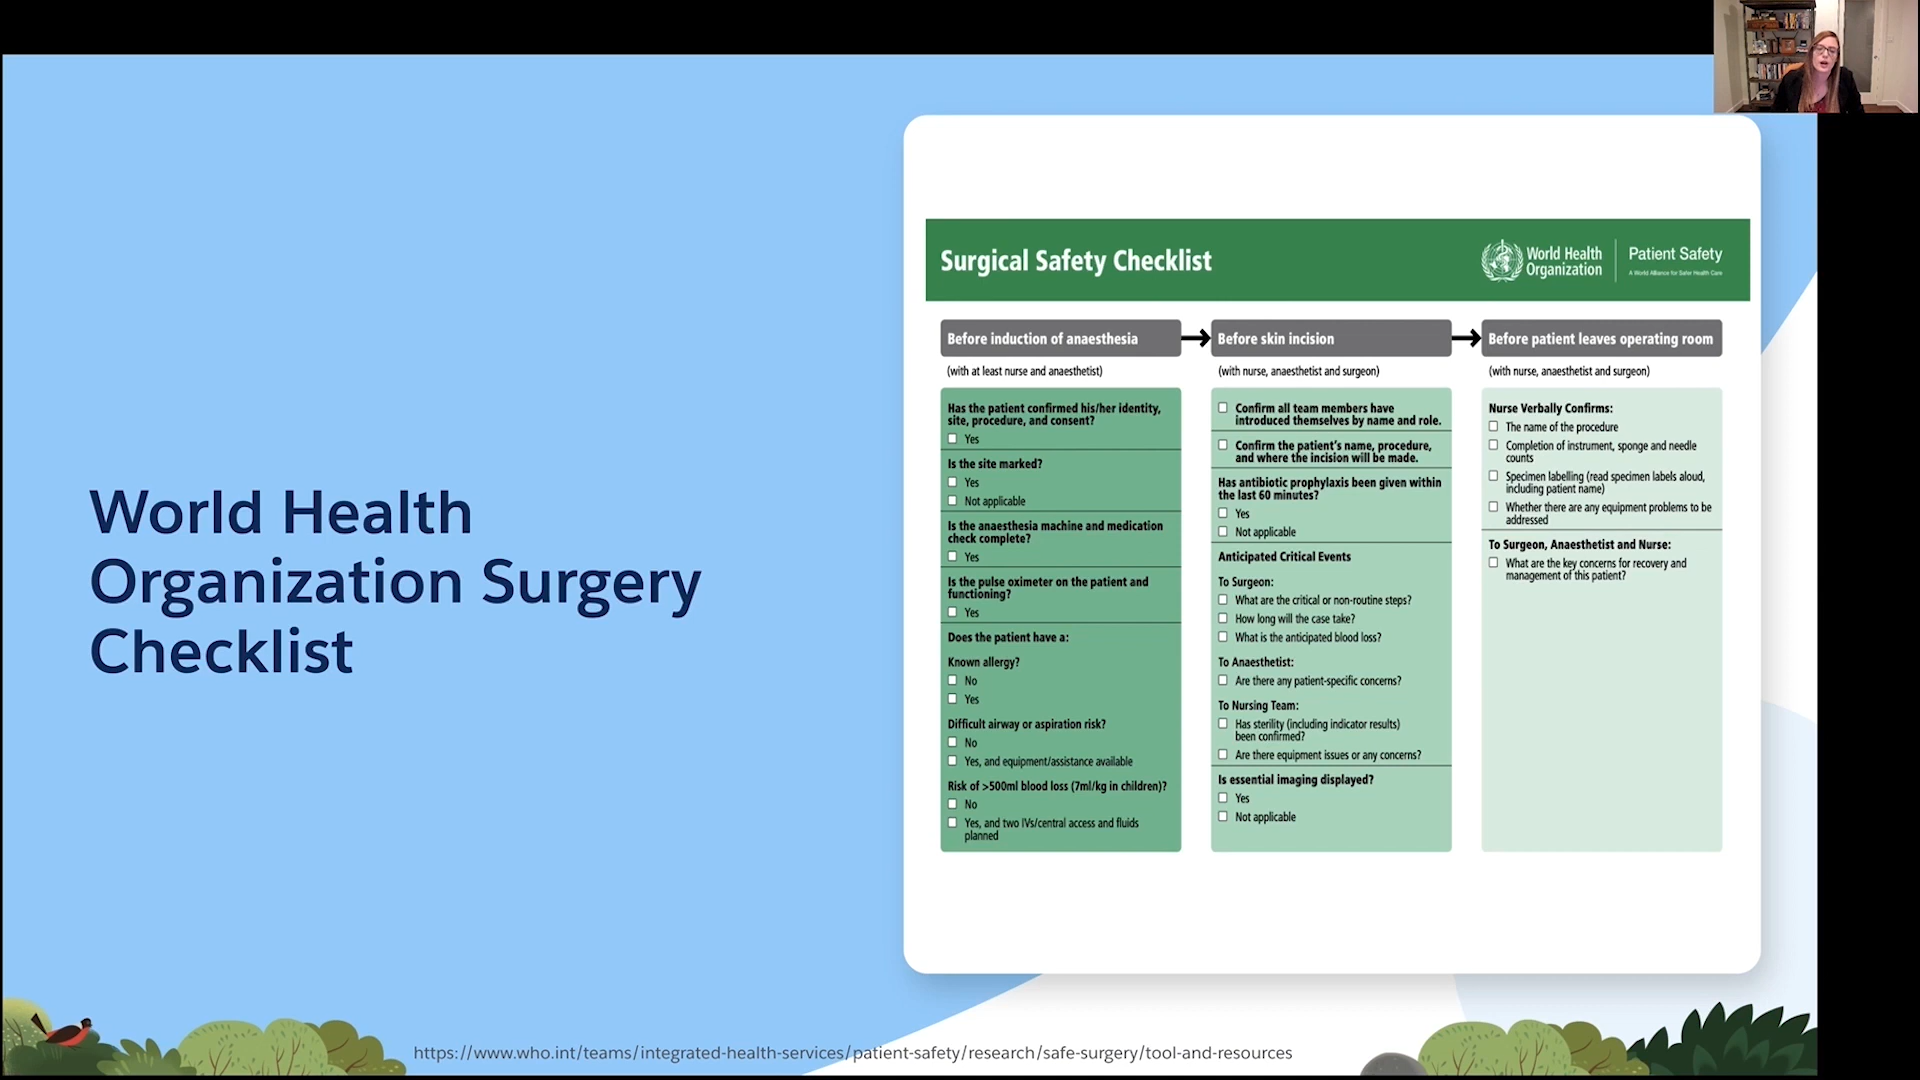 World Health
Organization Surgery
Checklist
Surgical Safety Checklist
World Health
Organization
Patient Safety
A World Alliance for Safer Health Care
Before induction of anaesthesia
(with at least nurse and anaesthetist)
Has the patient confirmed his/her identity,
site, procedure, and consent?
Yes
Is the site marked?
Yes
Not applicable
Is the anaesthesia machine and medication
check complete?
Yes
Is the pulse oximeter on the patient and
functioning?
Yes
Does the patient have a:
Known allergy?
No
Yes
Difficult airway or aspiration risk?
No
Yes, and equipment/assistance available
Risk of >500ml blood loss (7ml/kg in children)?
No
Yes, and two IVs/central access and fluids
planned
Before skin incision
(with nurse, anaesthetist and surgeon)
Confirm all team members have
introduced themselves by name and role.
Confirm the patient’s name, procedure,
and where the incision will be made.
Has antibiotic prophylaxis been given within
the last 60 minutes?
Yes
Not applicable
Anticipated Critical Events
To Surgeon:
What are the critical or non-routine steps?
How long will the case take?
What is the anticipated blood loss?
To Anaesthetist:
Are there any patient-specific concerns?
To Nursing Team:
Has sterility (including indicator results)
been confirmed?
Are there equipment issues or any concerns?
Is essential imaging displayed?
Yes
Not applicable
Before patient leaves operating room
(with nurse, anaesthetist and surgeon)
Nurse Verbally Confirms:
The name of the procedure
Completion of instrument, sponge and needle
counts
Specimen labelling (read specimen labels aloud,
including patient name)
Whether there are any equipment problems to be
addressed
To Surgeon, Anaesthetist and Nurse:
What are the key concerns for recovery and
management of this patient?
https://www.who.int/teams/integrated-health-services/patient-safety/research/safe-surgery/tool-and-resources